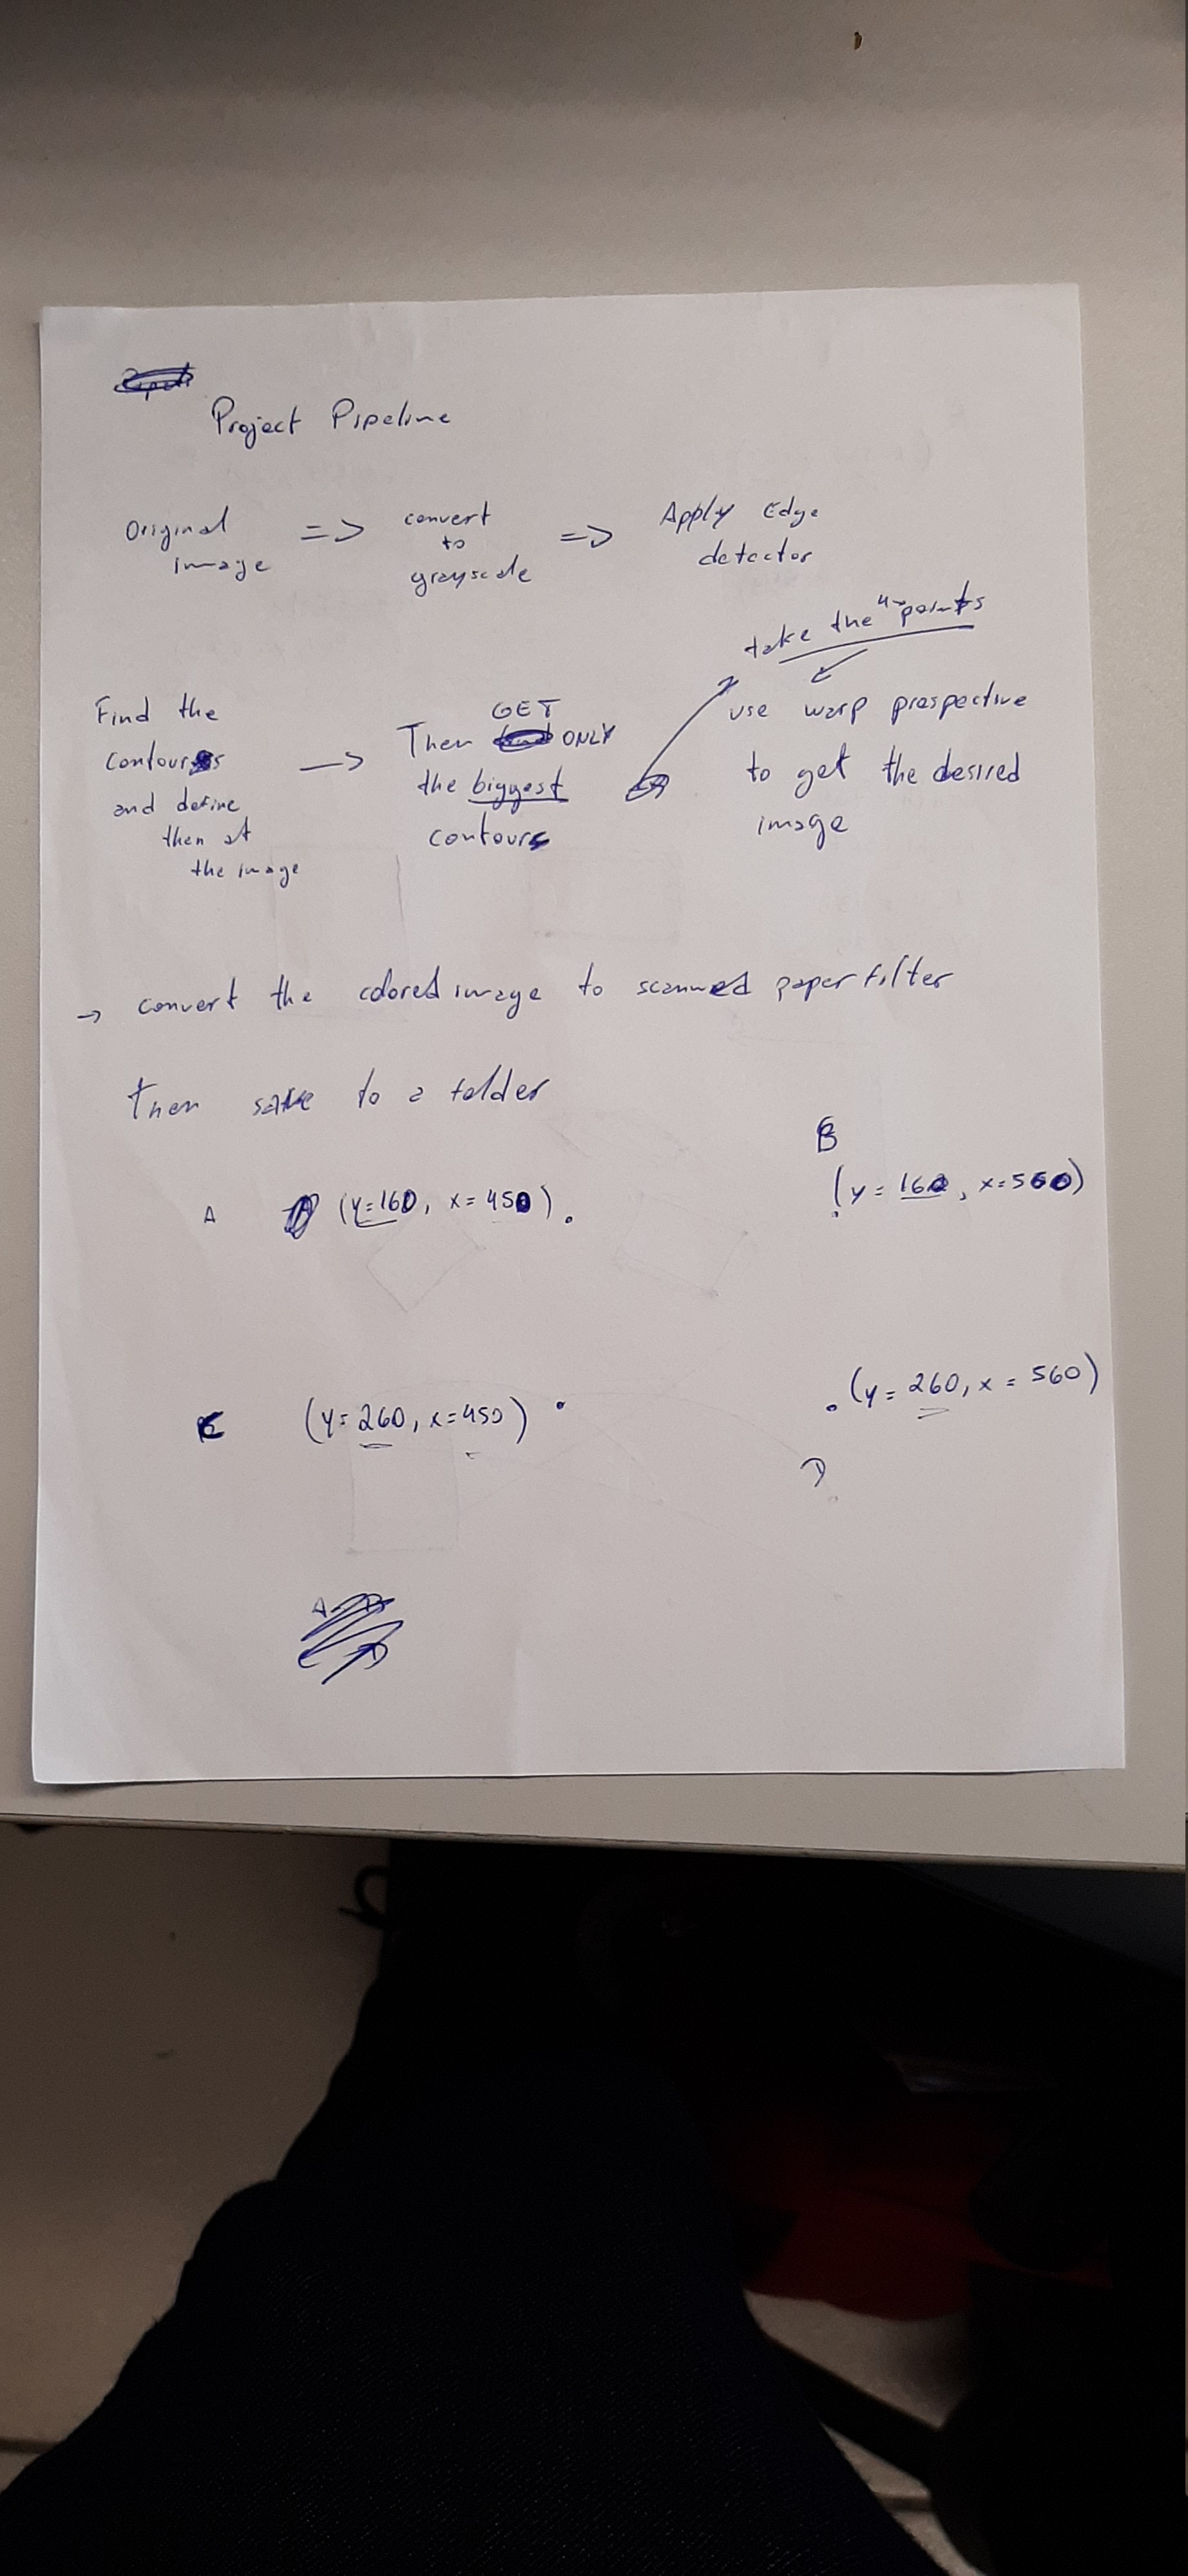 Project Pipeline
Original image => convert to grayscale => Apply Edge detector
take the 4 points
Find the contours and define then at the image -> Then GET ONLY the biggest contours
use warp prospective to get the desired image
-> convert the colored image to scanned paper filter
then save to a folder
A (y=160, x=450)
B (y=160, x=560)
C (y=260, x=450)
D (y=260, x=560)